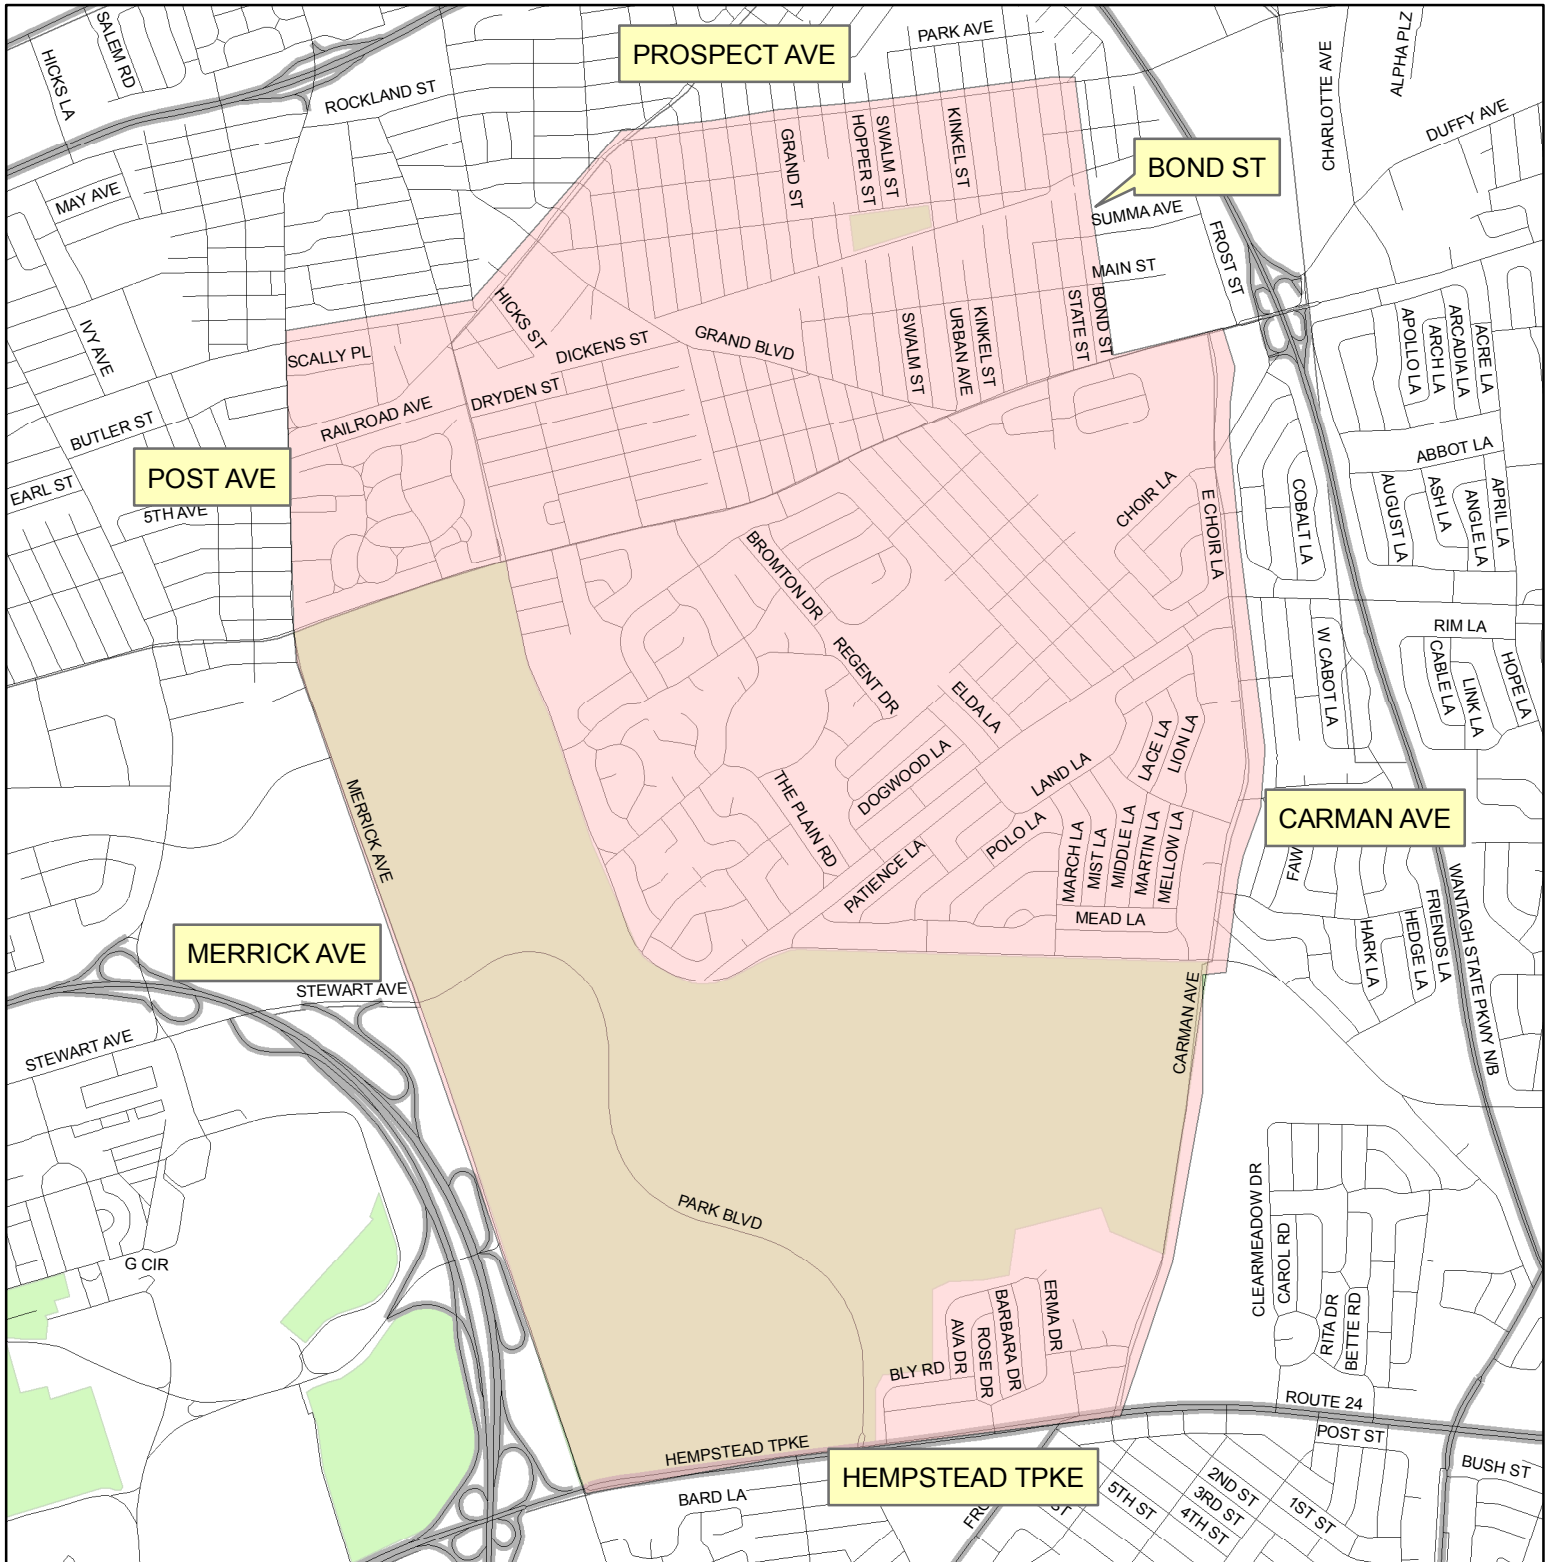 SALEM RD
HICKS LA
PROSPECT AVE
PARK AVE
ALPHA PLZ
CHARLOTTE AVE
DUFFY AVE
ROCKLAND ST
MAY AVE
GRAND ST
HOPPER ST
SWALM ST
KINKEL ST
BOND ST
SUMMA AVE
FROST ST
MAIN ST
BOND ST
STATE ST
IVY AVE
HICKS ST
SCALLY PL
DICKENS ST
GRAND BLVD
SWALM ST
URBAN AVE
KINKEL ST
APOLLO LA
ARCH LA
ARCADIA LA
ACRE LA
DRYDEN ST
RAILROAD AVE
BUTLER ST
POST AVE
EARL ST
5TH AVE
ABBOT LA
CHOIR LA
E CHOIR LA
COBALT LA
AUGUST LA
ASH LA
ANGLE LA
APRIL LA
BROMTON DR
REGENT DR
RIM LA
W CABOT LA
CABLE LA
LINK LA
HOPE LA
ELDA LA
DOGWOOD LA
LAND LA
LACE LA
LION LA
MERRICK AVE
THE PLAIN RD
POLO LA
CARMAN AVE
PATIENCE LA
MARCH LA
MIST LA
MIDDLE LA
MARTIN LA
MELLOW LA
FAW
MEAD LA
WANTAGH STATE PKWY N/B
FRIENDS LA
HEDGE LA
HARK LA
MERRICK AVE
STEWART AVE
STEWART AVE
CARMAN AVE
PARK BLVD
CLEARMEADOW DR
CAROL RD
G CIR
RITA DR
BETTE RD
ERMA DR
BARBARA DR
ROSE DR
AVA DR
BLY RD
ROUTE 24
POST ST
HEMPSTEAD TPKE
HEMPSTEAD TPKE
BUSH ST
BARD LA
FRO
ST
5TH ST
4TH ST
3RD ST
2ND ST
1ST ST